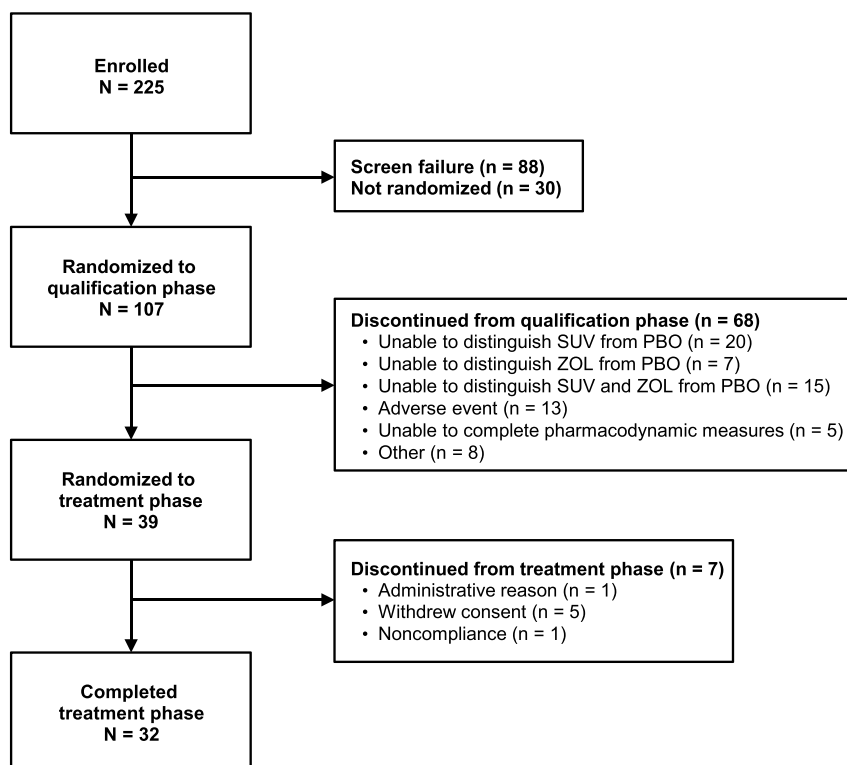 Enrolled
N = 225
Screen failure (n = 88)
Not randomized (n = 30)
Randomized to
qualification phase
N = 107
Discontinued from qualification phase (n = 68)
• Unable to distinguish SUV from PBO (n = 20)
• Unable to distinguish ZOL from PBO (n = 7)
• Unable to distinguish SUV and ZOL from PBO (n = 15)
• Adverse event (n = 13)
• Unable to complete pharmacodynamic measures (n = 5)
• Other (n = 8)
Randomized to
treatment phase
N = 39
Discontinued from treatment phase (n = 7)
• Administrative reason (n = 1)
• Withdrew consent (n = 5)
• Noncompliance (n = 1)
Completed
treatment phase
N = 32